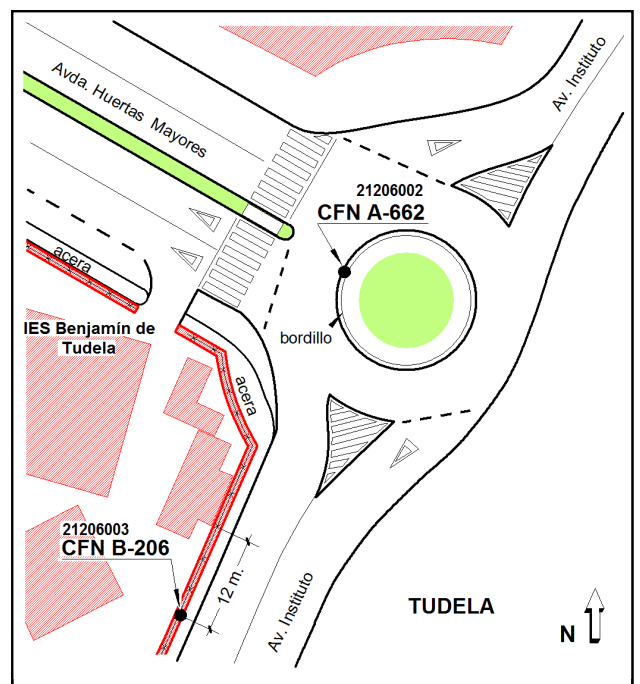 Avda. Huertas Mayores
Av. Instituto
21206002
CFN A-662
acera
IES Benjamín de
Tudela
bordillo
acera
21206003
CFN B-206
12 m.
Av. Instituto
TUDELA
N